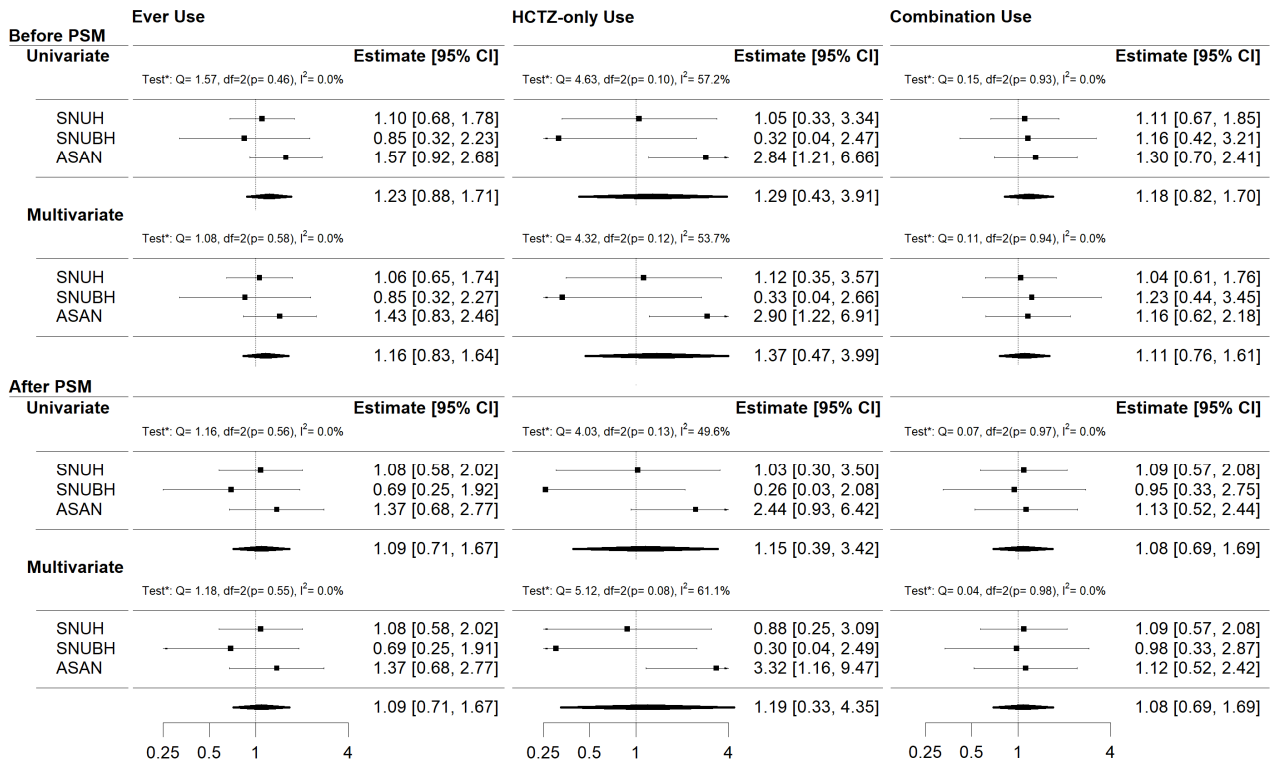 Ever Use HCTZ-only Use Combination Use
Before PSM
Univariate Estimate [95% CI] Estimate [95% CI] Estimate [95% CI]
Test*: Q= 1.57, df=2(p= 0.46), I2= 0.0% Test*: Q= 4.63, df=2(p= 0.10), I2= 57.2% Test*: Q= 0.15, df=2(p= 0.93), I2= 0.0%
SNUH 1.10 [0.68, 1.78] 1.05 [0.33, 3.34] 1.11 [0.67, 1.85]
SNUBH 0.85 [0.32, 2.23] 0.32 [0.04, 2.47] 1.16 [0.42, 3.21]
ASAN 1.57 [0.92, 2.68] 2.84 [1.21, 6.66] 1.30 [0.70, 2.41]
1.23 [0.88, 1.71] 1.29 [0.43, 3.91] 1.18 [0.82, 1.70]
Multivariate
Test*: Q= 1.08, df=2(p= 0.58), I2= 0.0% Test*: Q= 4.32, df=2(p= 0.12), I2= 53.7% Test*: Q= 0.11, df=2(p= 0.94), I2= 0.0%
SNUH 1.06 [0.65, 1.74] 1.12 [0.35, 3.57] 1.04 [0.61, 1.76]
SNUBH 0.85 [0.32, 2.27] 0.33 [0.04, 2.66] 1.23 [0.44, 3.45]
ASAN 1.43 [0.83, 2.46] 2.90 [1.22, 6.91] 1.16 [0.62, 2.18]
1.16 [0.83, 1.64] 1.37 [0.47, 3.99] 1.11 [0.76, 1.61]
After PSM
Univariate Estimate [95% CI] Estimate [95% CI] Estimate [95% CI]
Test*: Q= 1.16, df=2(p= 0.56), I2= 0.0% Test*: Q= 4.03, df=2(p= 0.13), I2= 49.6% Test*: Q= 0.07, df=2(p= 0.97), I2= 0.0%
SNUH 1.08 [0.58, 2.02] 1.03 [0.30, 3.50] 1.09 [0.57, 2.08]
SNUBH 0.69 [0.25, 1.92] 0.26 [0.03, 2.08] 0.95 [0.33, 2.75]
ASAN 1.37 [0.68, 2.77] 2.44 [0.93, 6.42] 1.13 [0.52, 2.44]
1.09 [0.71, 1.67] 1.15 [0.39, 3.42] 1.08 [0.69, 1.69]
Multivariate
Test*: Q= 1.18, df=2(p= 0.55), I2= 0.0% Test*: Q= 5.12, df=2(p= 0.08), I2= 61.1% Test*: Q= 0.04, df=2(p= 0.98), I2= 0.0%
SNUH 1.08 [0.58, 2.02] 0.88 [0.25, 3.09] 1.09 [0.57, 2.08]
SNUBH 0.69 [0.25, 1.91] 0.30 [0.04, 2.49] 0.98 [0.33, 2.87]
ASAN 1.37 [0.68, 2.77] 3.32 [1.16, 9.47] 1.12 [0.52, 2.42]
1.09 [0.71, 1.67] 1.19 [0.33, 4.35] 1.08 [0.69, 1.69]
0.25 0.5 1 4 0.25 0.5 1 4 0.25 0.5 1 4